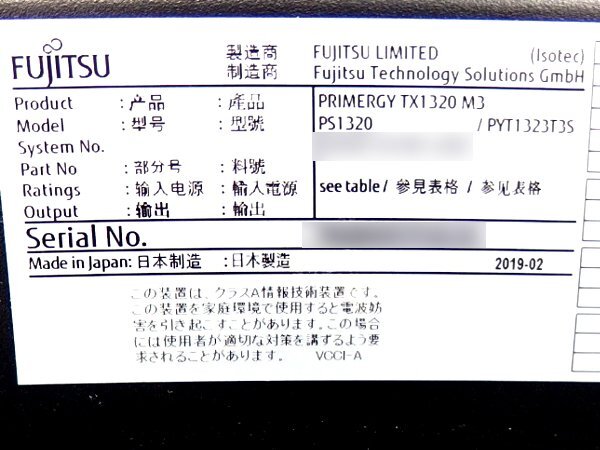 FUJITSU
製造商 FUJITSU LIMITED (Isotec)
制造商 Fujitsu Technology Solutions GmbH
Product : 产品 : 產品 PRIMERGY TX1320 M3
Model : 型号 : 型號 PS1320 / PYT1323T3S
System No.
Part No : 部分号 : 料號
Ratings : 输入电源 : 輸入電源 see table / 參見表格 / 参见表格
Output : 输出 : 輸出
Serial No.
Made in Japan: 日本制造 : 日本製造 2019-02
この装置は、クラスA情報技術装置です。
この装置を家庭環境で使用すると電波妨
害を引き起こすことがあります。この場合
には使用者が適切な対策を講ずるよう要
求されることがあります。 VCCI-A